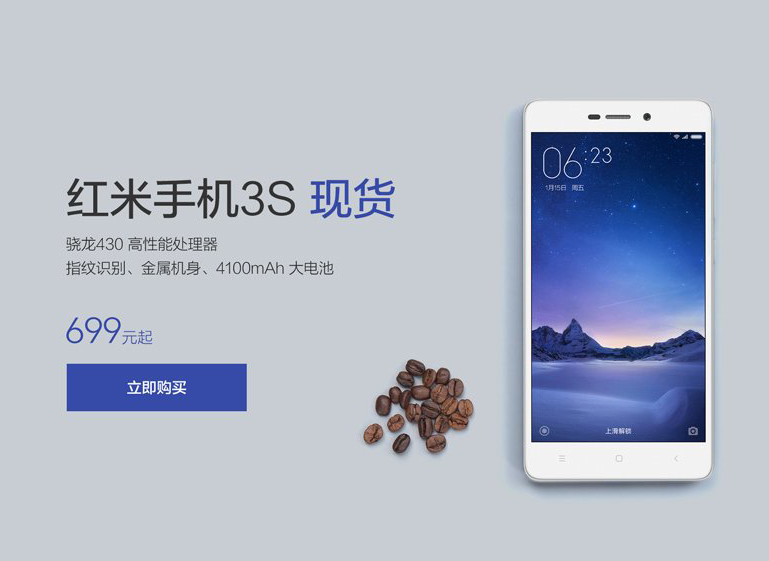 红米手机3S 现货
骁龙430 高性能处理器
指纹识别、金属机身、4100mAh 大电池
699元起
立即购买
06:23
1月15日 周五
上滑解锁